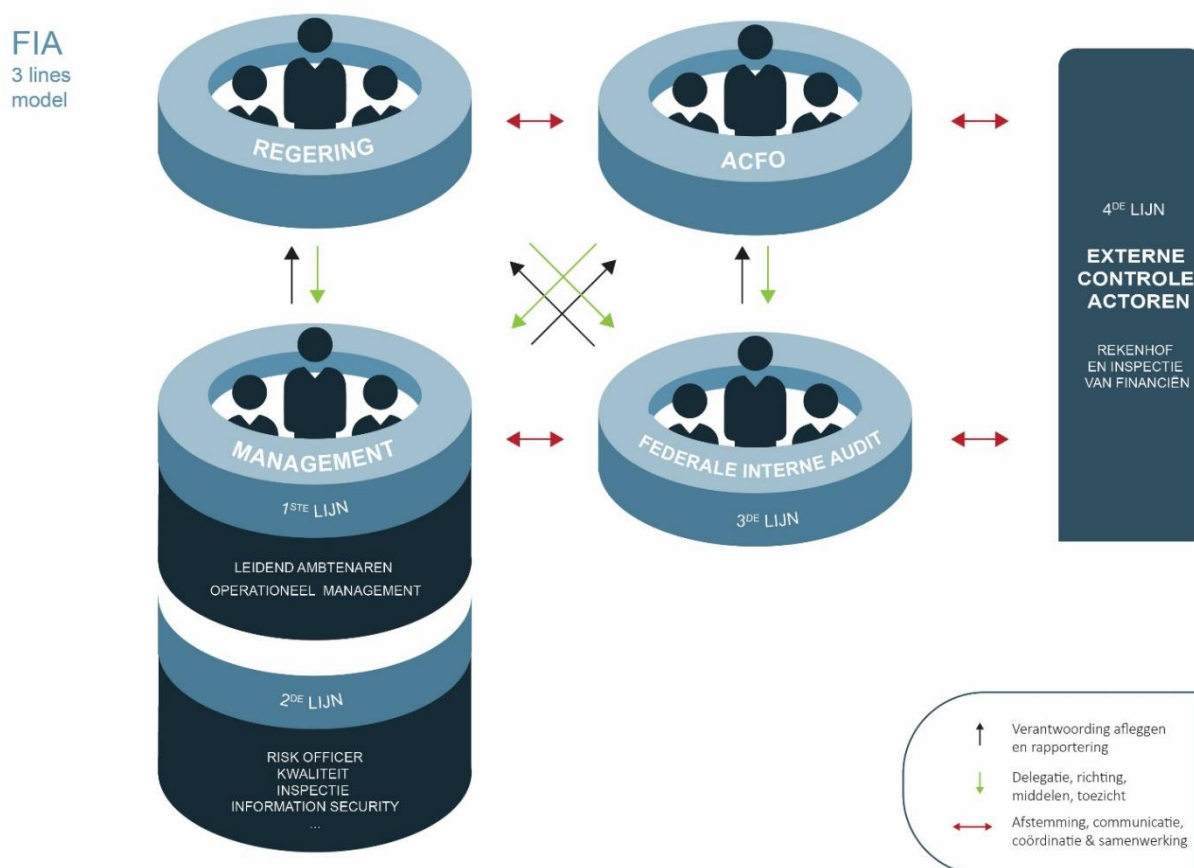 FIA
3 lines
model
REGERING
ACFO
4DE LIJN
EXTERNE
CONTROLE
ACTOREN
REKENHOF
EN INSPECTIE
VAN FINANCIËN
MANAGEMENT
1STE LIJN
LEIDEND AMBTENAREN
OPERATIONEEL MANAGEMENT
FEDERALE INTERNE AUDIT
3DE LIJN
2DE LIJN
RISK OFFICER
KWALITEIT
INSPECTIE
INFORMATION SECURITY
...
Verantwoording afleggen
en rapportering
Delegatie, richting,
middelen, toezicht
Afstemming, communicatie,
coördinatie & samenwerking